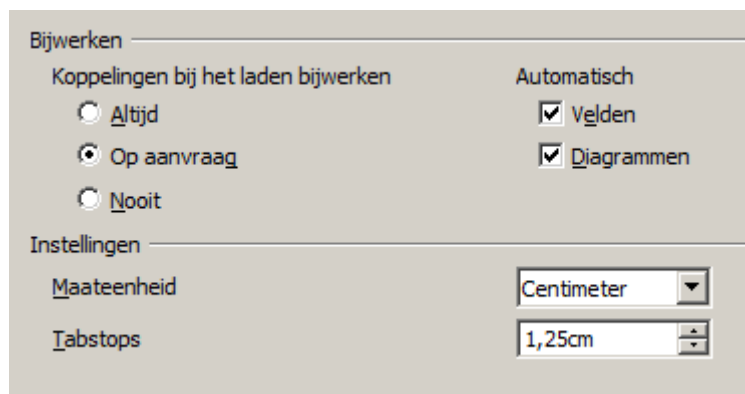 Bijwerken
Koppelingen bij het laden bijwerken
Automatisch
Altijd
Velden
Op aanvraag
Diagrammen
Nooit
Instellingen
Maateenheid
Centimeter
Tabstops
1,25cm